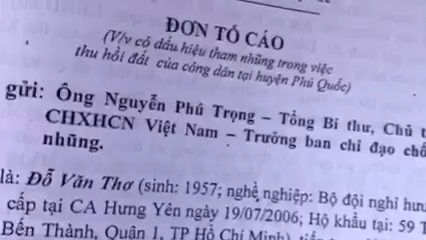 ĐƠN TỐ CÁO
(V/v có dấu hiệu tham nhũng trong việc
thu hồi đất của công dân tại huyện Phú Quốc)
gửi: Ông Nguyễn Phú Trọng – Tổng Bí thư, Chủ t
CHXHCN Việt Nam – Trưởng ban chỉ đạo chố
nhũng.
là: Đỗ Văn Thơ (sinh: 1957; nghề nghiệp: Bộ đội nghỉ hưu
cấp tại CA Hưng Yên ngày 19/07/2006; Hộ khẩu tại: 59 T
Bến Thành, Quận 1, TP Hồ Chí Minh)